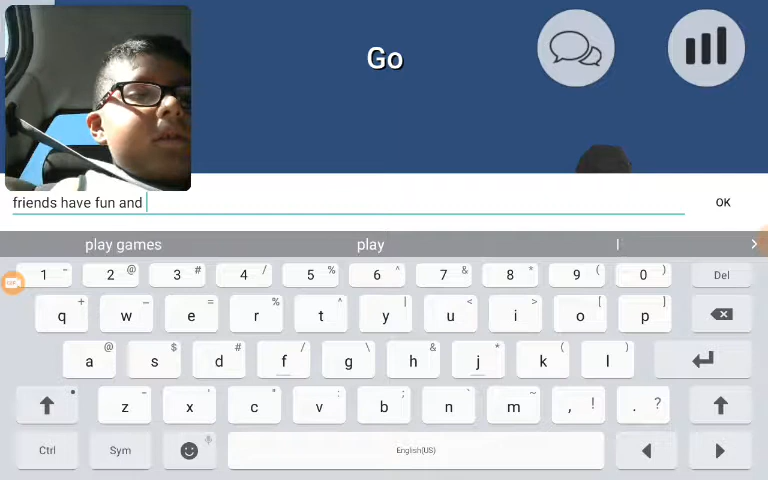 Go
friends have fun and
OK
play games play I >
1 - 2 @ 3 # 4 / 5 % 6 ^ 7 & 8 * 9 ( 0 ) Del
q + w e = r % t ^ y | u < i > o [ p ]
a @ s $ d # f / g \ h & j * k ( l )
z x c v : b ; n m ~ , ! . ?
Ctrl Sym English(US)